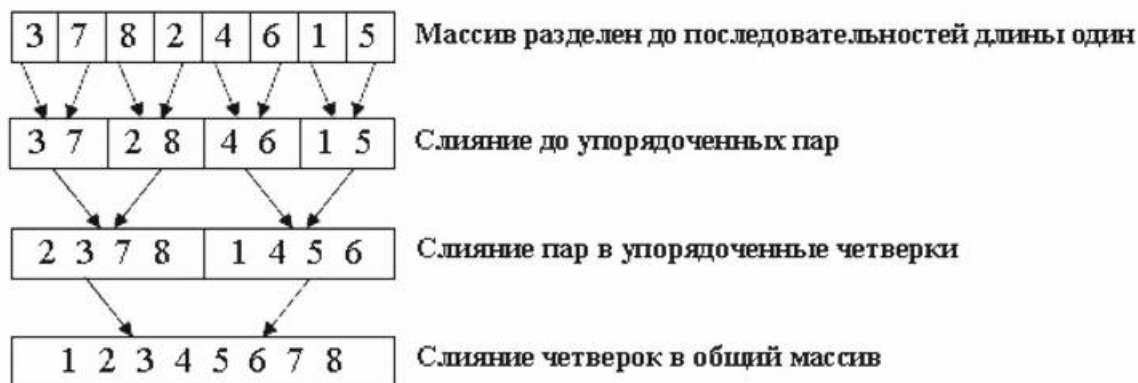 3 7 8 2 4 6 1 5 Массив разделен до последовательностей длины один
3 7 2 8 4 6 1 5 Слияние до упорядоченных пар
2 3 7 8 1 4 5 6 Слияние пар в упорядоченные четверки
1 2 3 4 5 6 7 8 Слияние четверок в общий массив